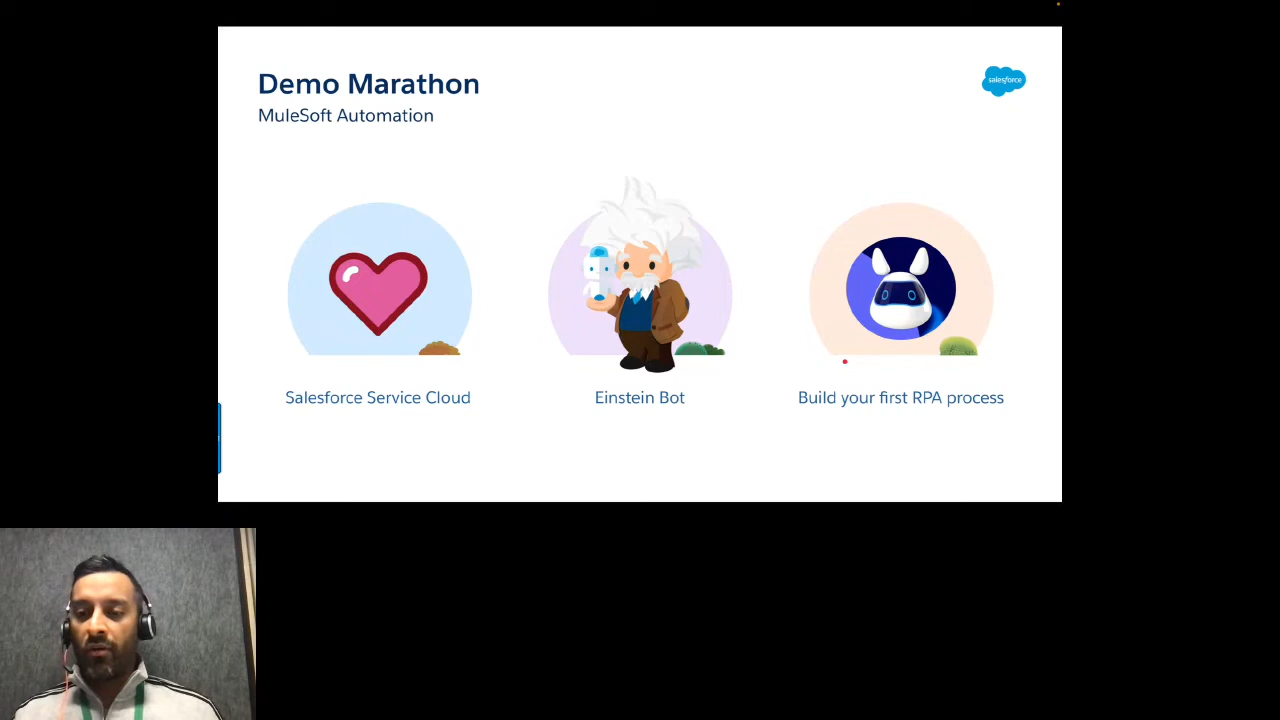 Demo Marathon
MuleSoft Automation
salesforce
Salesforce Service Cloud
Einstein Bot
Build your first RPA process